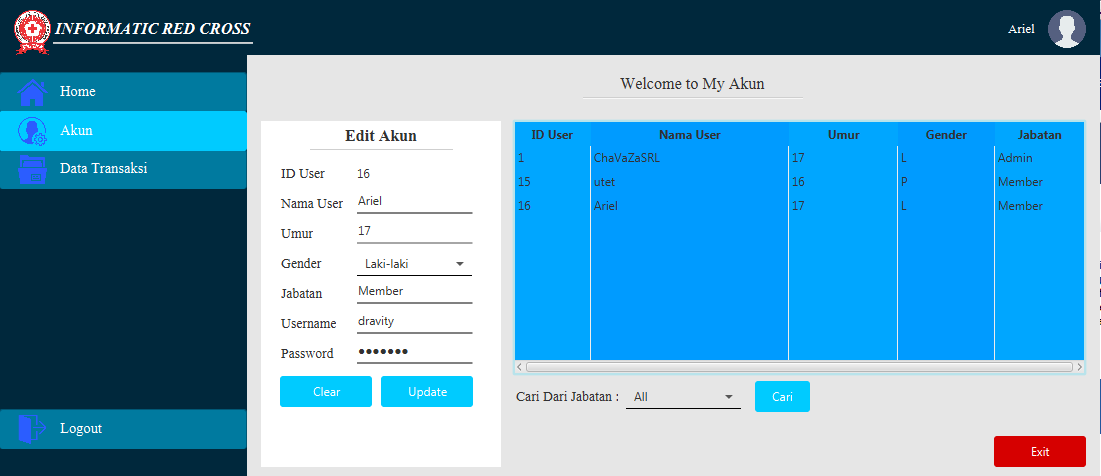 INFORMATIC RED CROSS
Ariel
Home
Akun
Data Transaksi
Logout
Welcome to My Akun
Edit Akun
ID User 16
Nama User Ariel
Umur 17
Gender Laki-laki
Jabatan Member
Username dravity
Password ●●●●●●●
Clear Update
ID User Nama User Umur Gender Jabatan
1 ChaVaZaSRL 17 L Admin
15 utet 16 P Member
16 Ariel 17 L Member
Cari Dari Jabatan : All Cari
Exit